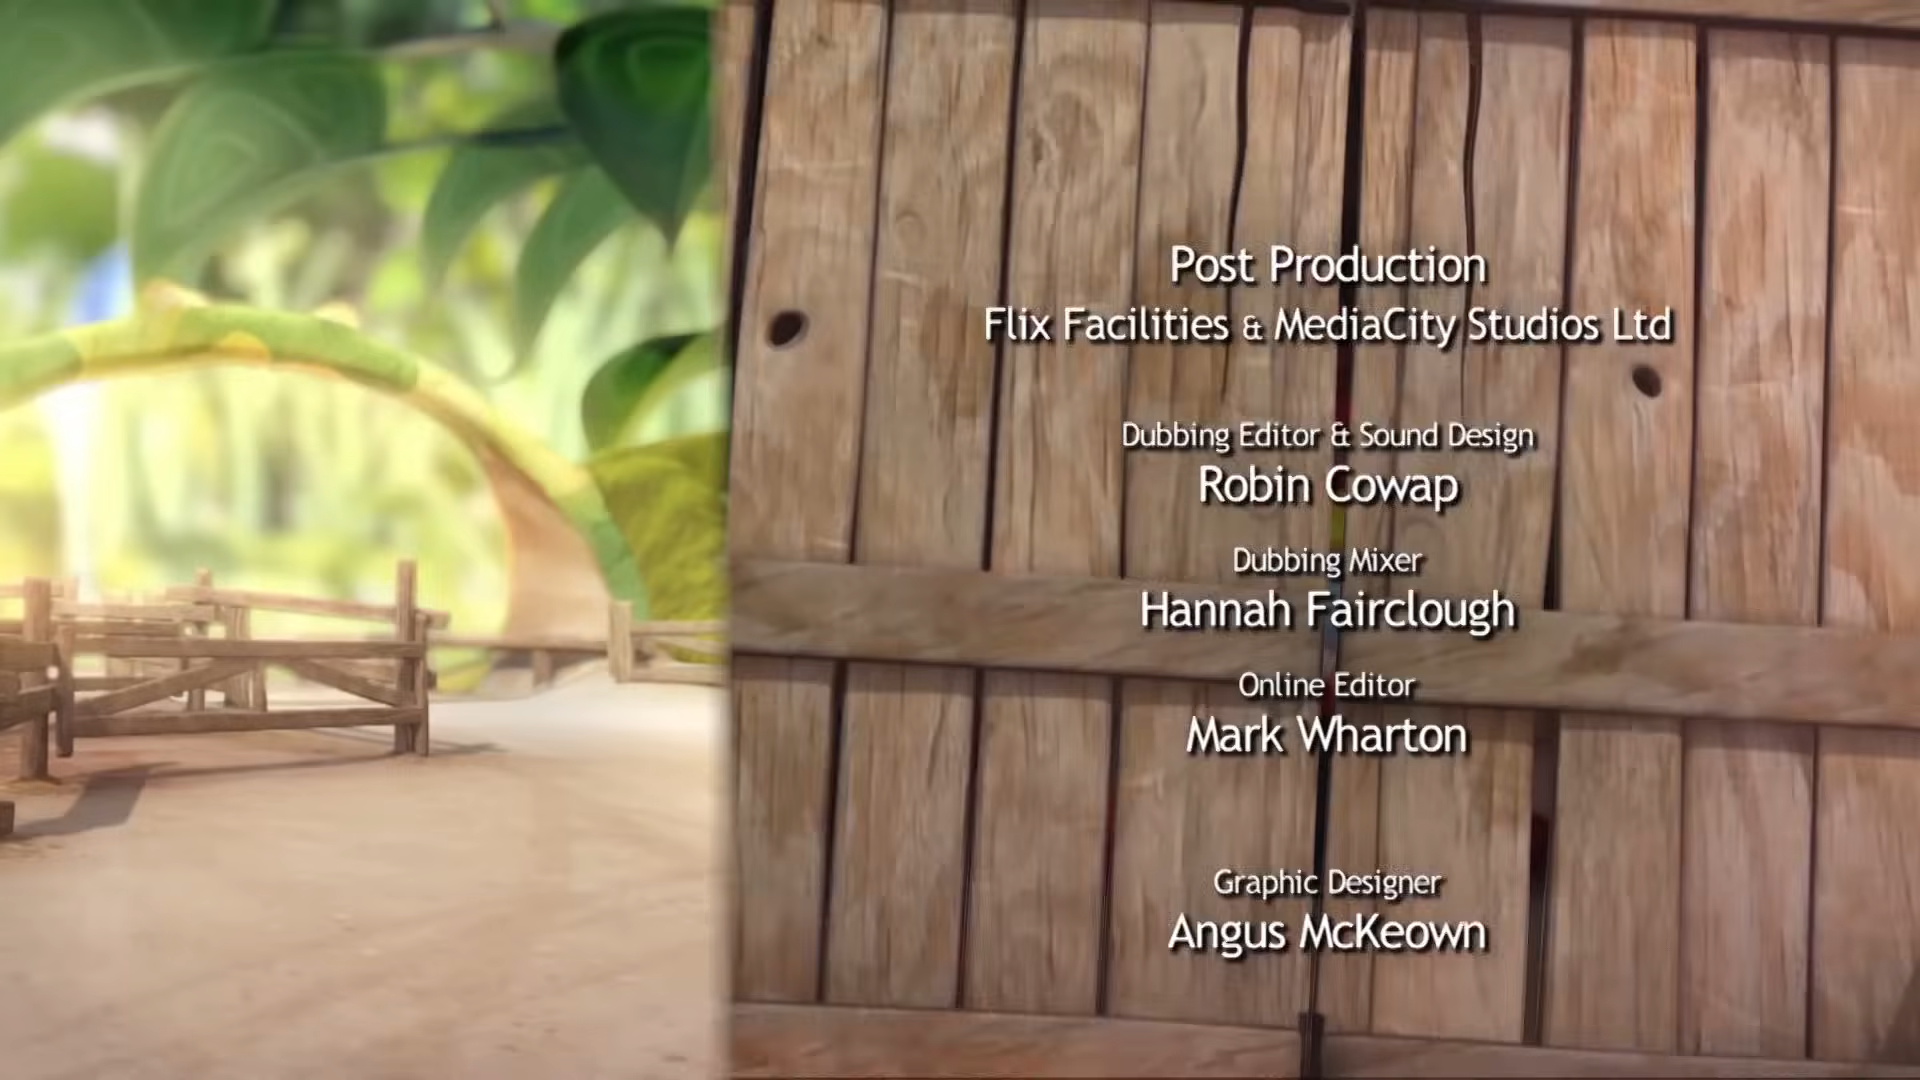 Post Production
Flix Facilities & MediaCity Studios Ltd
Dubbing Editor & Sound Design
Robin Cowap
Dubbing Mixer
Hannah Fairclough
Online Editor
Mark Wharton
Graphic Designer
Angus McKeown